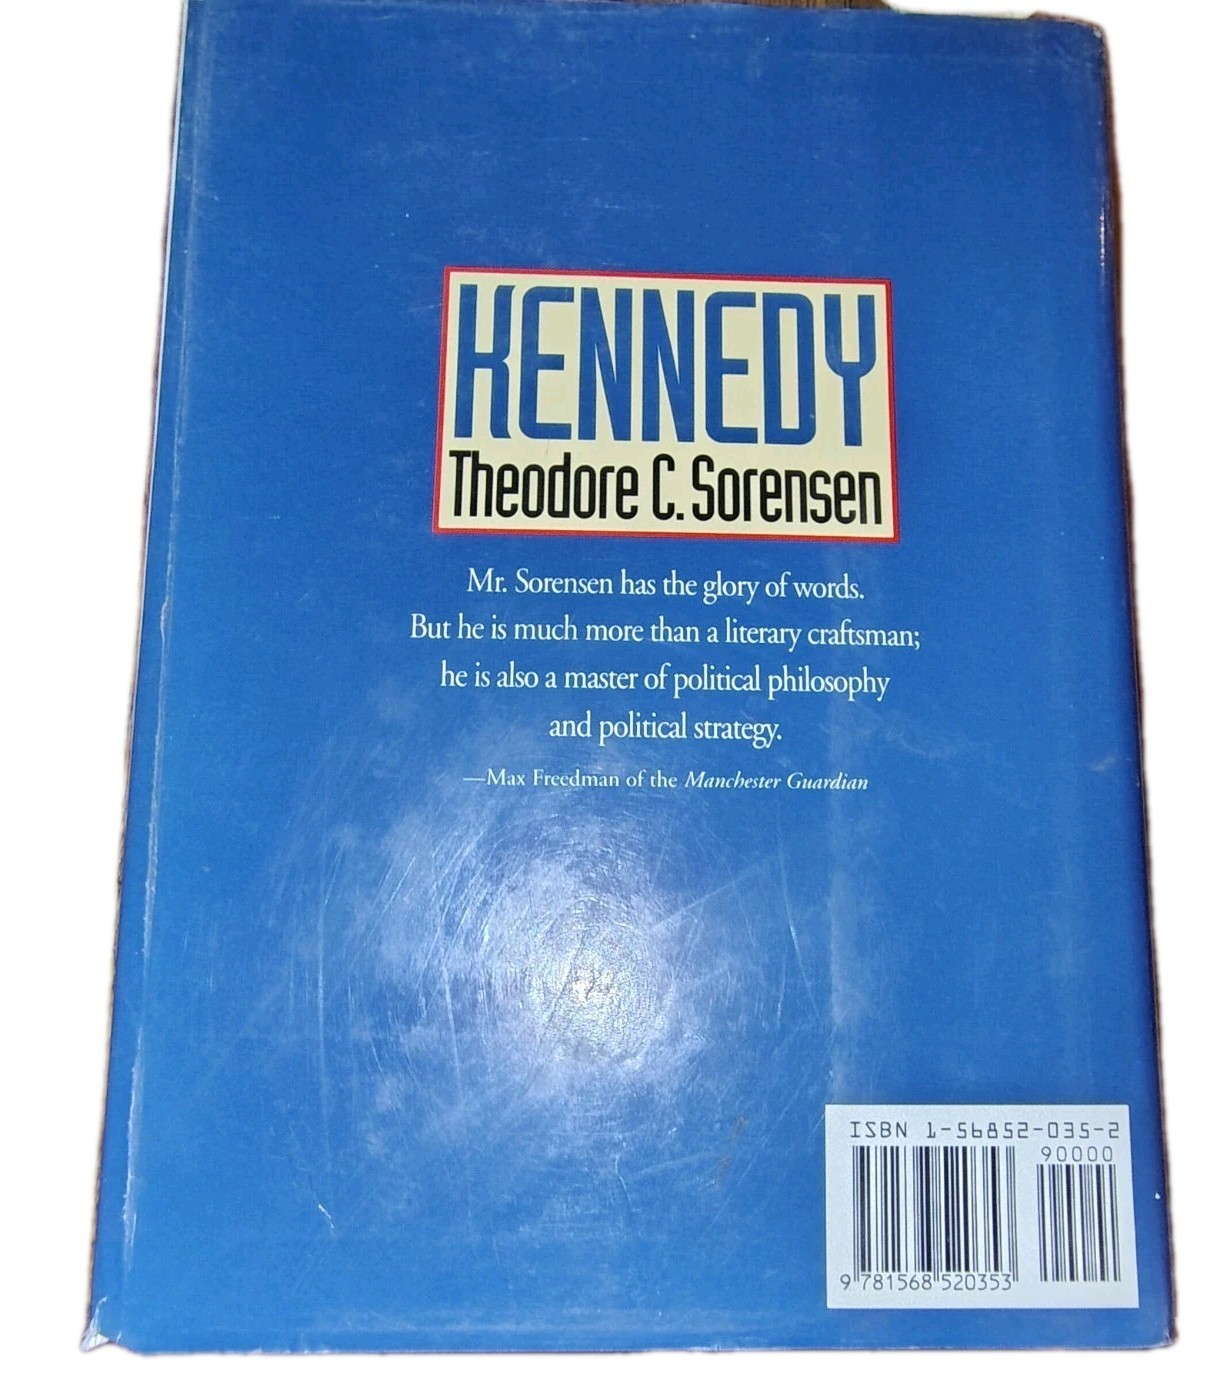 KENNEDY
Theodore C. Sorensen
Mr. Sorensen has the glory of words.
But he is much more than a literary craftsman;
he is also a master of political philosophy
and political strategy.
—Max Freedman of the Manchester Guardian
ISBN 1-56852-035-2
90000
9 781568 520353